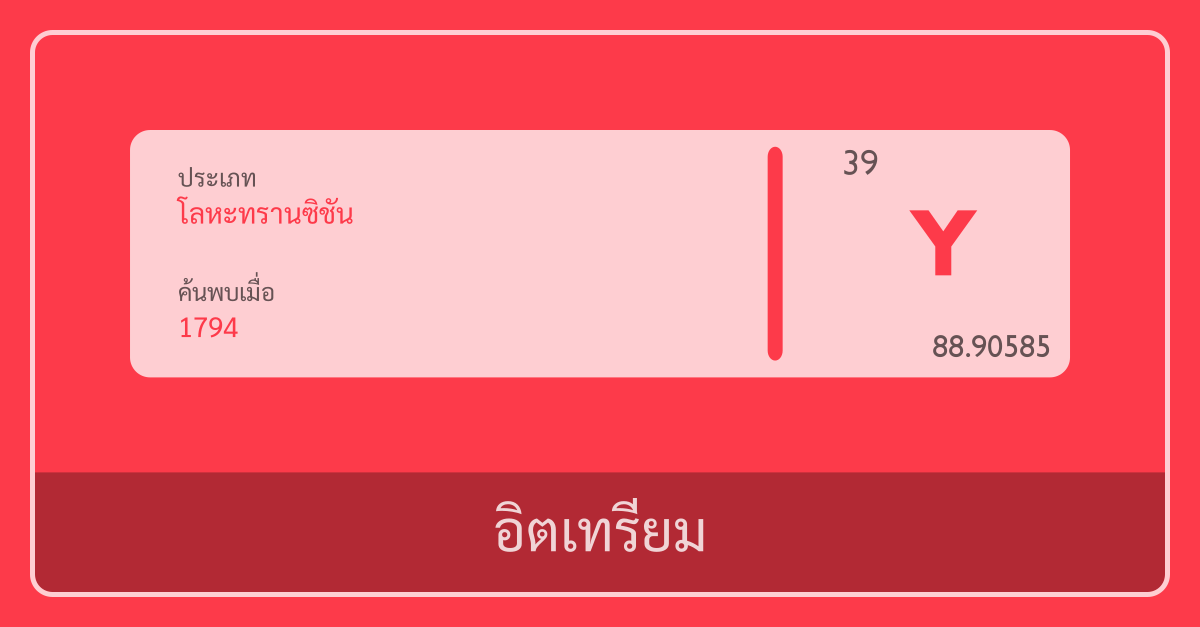 ประเภท
โลหะทรานซิชัน
ค้นพบเมื่อ
1794
39
Y
88.90585
อิตเทรียม